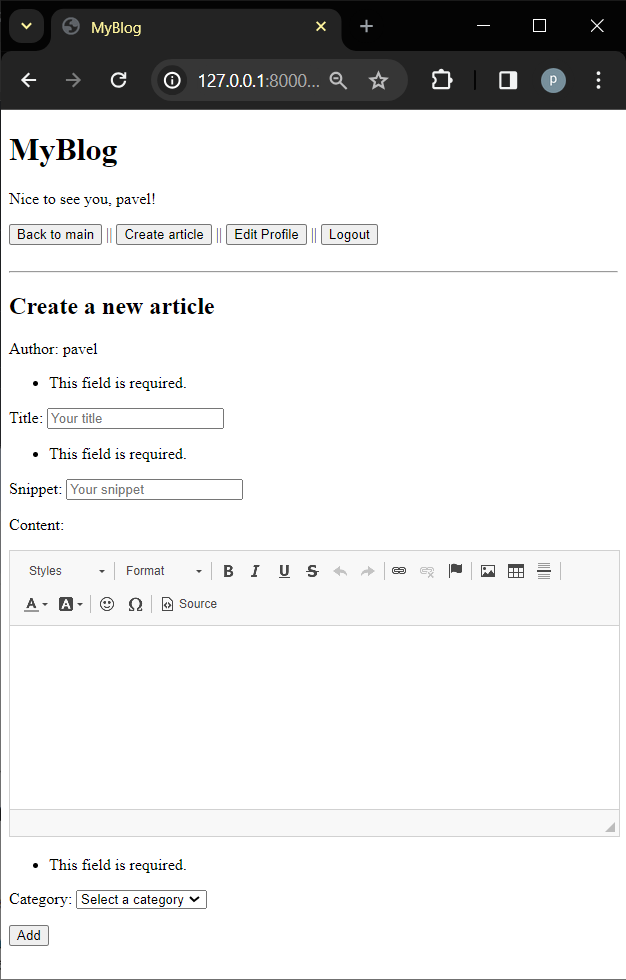 MyBlog
127.0.0.1:8000...
p
MyBlog
Nice to see you, pavel!
Back to main || Create article || Edit Profile || Logout
Create a new article
Author: pavel
• This field is required.
Title: Your title
• This field is required.
Snippet: Your snippet
Content:
Styles Format B I U S
A A Ω Source
• This field is required.
Category: Select a category
Add